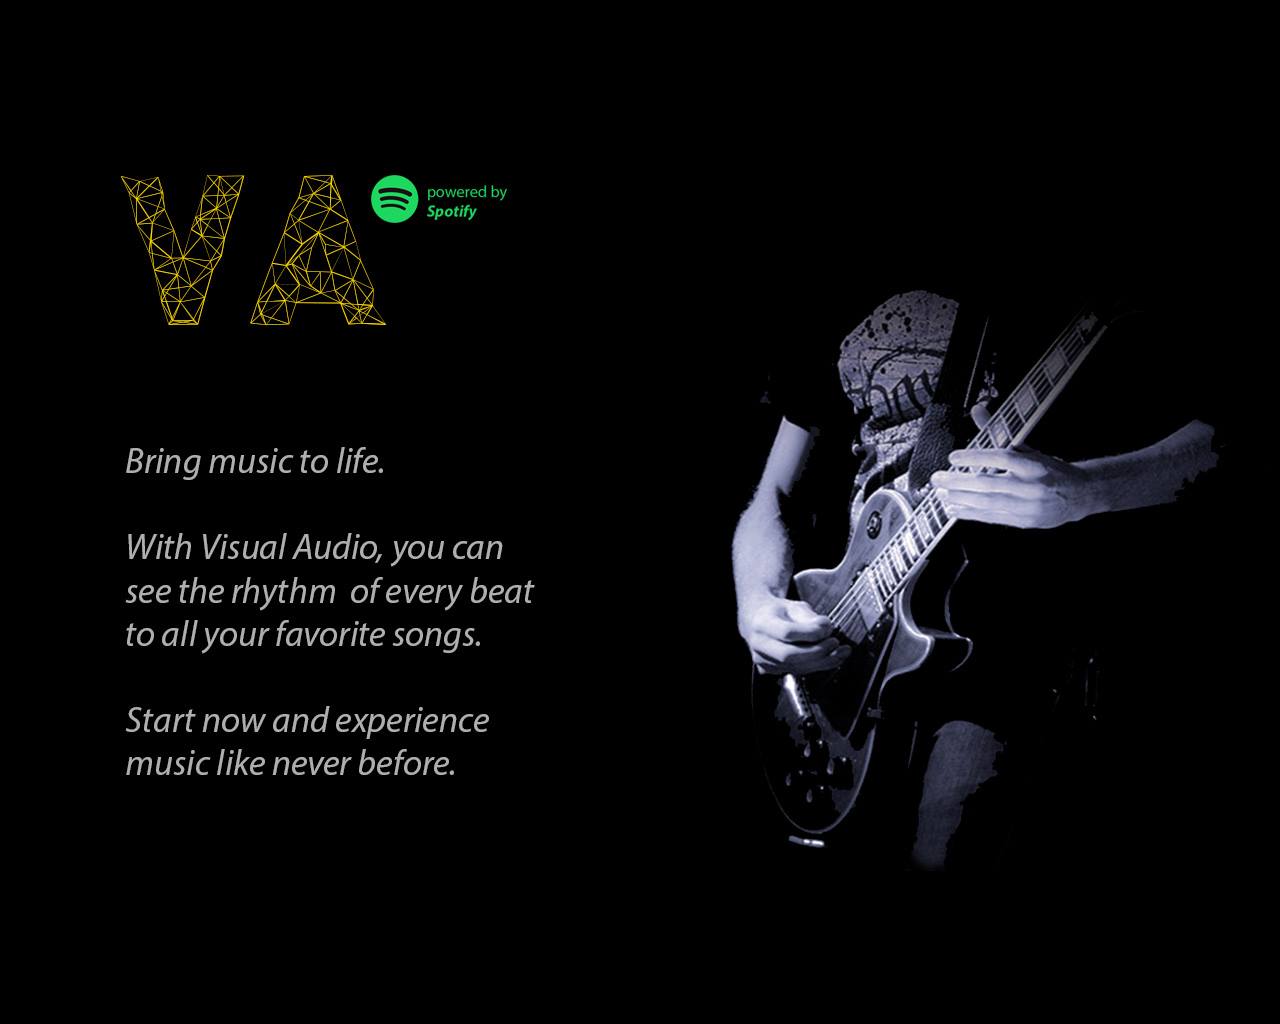 VA
powered by
Spotify
Bring music to life.
With Visual Audio, you can
see the rhythm of every beat
to all your favorite songs.
Start now and experience
music like never before.